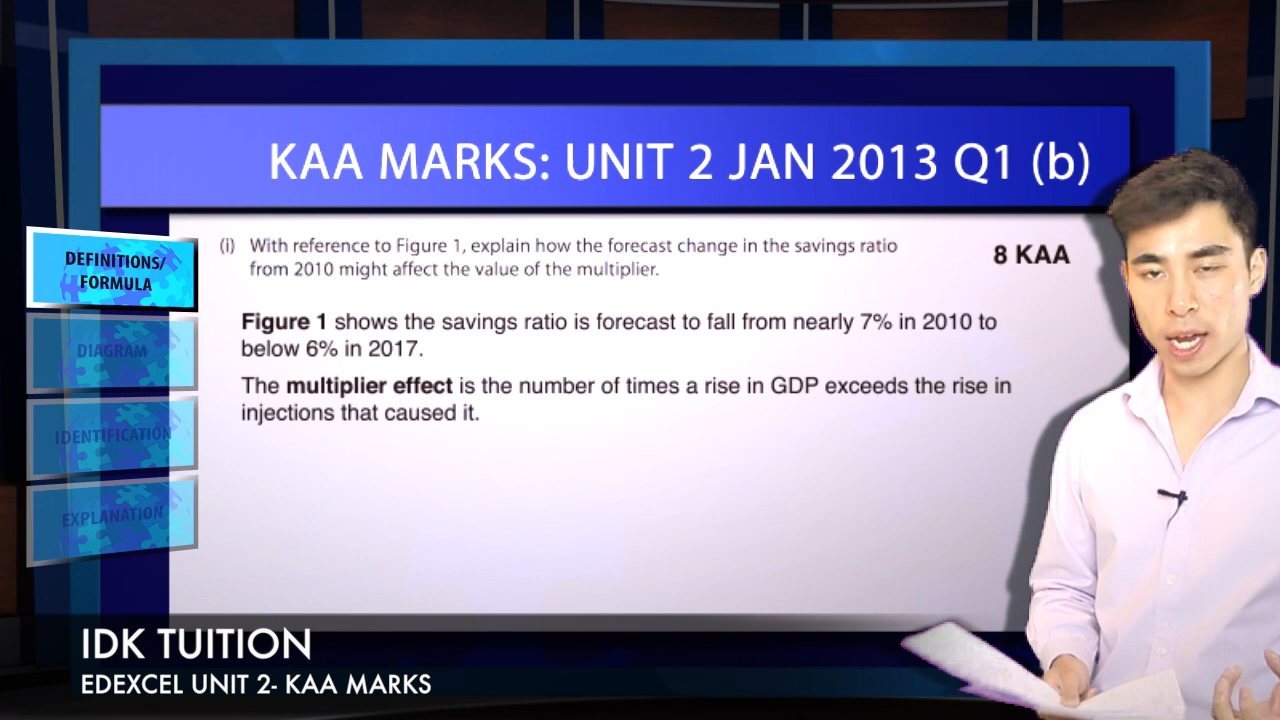 KAA MARKS: UNIT 2 JAN 2013 Q1 (b)
(i) With reference to Figure 1, explain how the forecast change in the savings ratio
from 2010 might affect the value of the multiplier.
8 KAA
Figure 1 shows the savings ratio is forecast to fall from nearly 7% in 2010 to
below 6% in 2017.
The multiplier effect is the number of times a rise in GDP exceeds the rise in
injections that caused it.
DEFINITIONS/
FORMULA
DIAGRAM
IDENTIFICATION
EXPLANATION
IDK TUITION
EDEXCEL UNIT 2- KAA MARKS